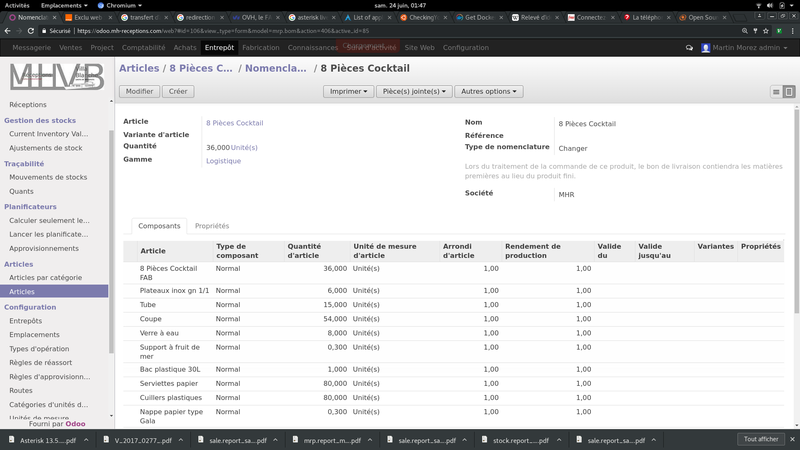 Activités Emplacements Chromium sam. 24 juin, 01:47
Nomencla Exclu web transfert d redirection OVH, le F asterisk li List of app Checking Get Dock Relevé d'in Connecte La téléph Open Sour
Sécurisé https://odoo.mh-receptions.com/web?#id=106&view_type=form&model=mrp.bom&action=406&active_id=85
Messagerie Ventes Project Comptabilité Achats Entrepôt Fabrication Connaissances Site Web Configuration Martin Morez admin
MHVB
Articles / 8 Pièces C... / Nomencla... / 8 Pièces Cocktail
Modifier Créer Imprimer Pièce(s) jointe(s) Autres options
Réceptions
Gestion des stocks
Current Inventory Val...
Ajustements de stock
Traçabilité
Mouvements de stocks
Quants
Planificateurs
Calculer seulement le...
Lancer les planificate...
Approvisionnements
Articles
Articles par catégorie
Articles
Configuration
Entrepôts
Emplacements
Types d'opération
Règles de réassort
Règles d'approvisionn...
Routes
Catégories d'unités d...
Unités de mesure
Fourni par Odoo
Article 8 Pièces Cocktail
Variante d'article
Quantité 36,000 Unité(s)
Gamme Logistique
Nom 8 Pièces Cocktail
Référence
Type de nomenclature Changer
Lors du traitement de la commande de ce produit, le bon de livraison contiendra les matières
premières au lieu du produit fini.
Société MHR
Composants Propriétés
Article Type de composant Quantité d'article Unité de mesure d'article Arrondi d'article Rendement de production Valide du Valide jusqu'au Variantes Propriétés
8 Pièces Cocktail FAB Normal 36,000 Unité(s) 1,00 1,00
Plateaux inox gn 1/1 Normal 6,000 Unité(s) 1,00 1,00
Tube Normal 15,000 Unité(s) 1,00 1,00
Coupe Normal 54,000 Unité(s) 1,00 1,00
Verre à eau Normal 8,000 Unité(s) 1,00 1,00
Support à fruit de mer Normal 0,300 Unité(s) 1,00 1,00
Bac plastique 30L Normal 1,000 Unité(s) 1,00 1,00
Serviettes papier Normal 80,000 Unité(s) 1,00 1,00
Cuillers plastiques Normal 80,000 Unité(s) 1,00 1,00
Nappe papier type Gala Normal 0,300 Unité(s) 1,00 1,00
Asterisk 13.5....pdf V_2017_0277_...pdf sale.report_sa...pdf mrp.report_m...pdf sale.report_sa...pdf stock.report_...pdf sale.report_sa...pdf Tout afficher